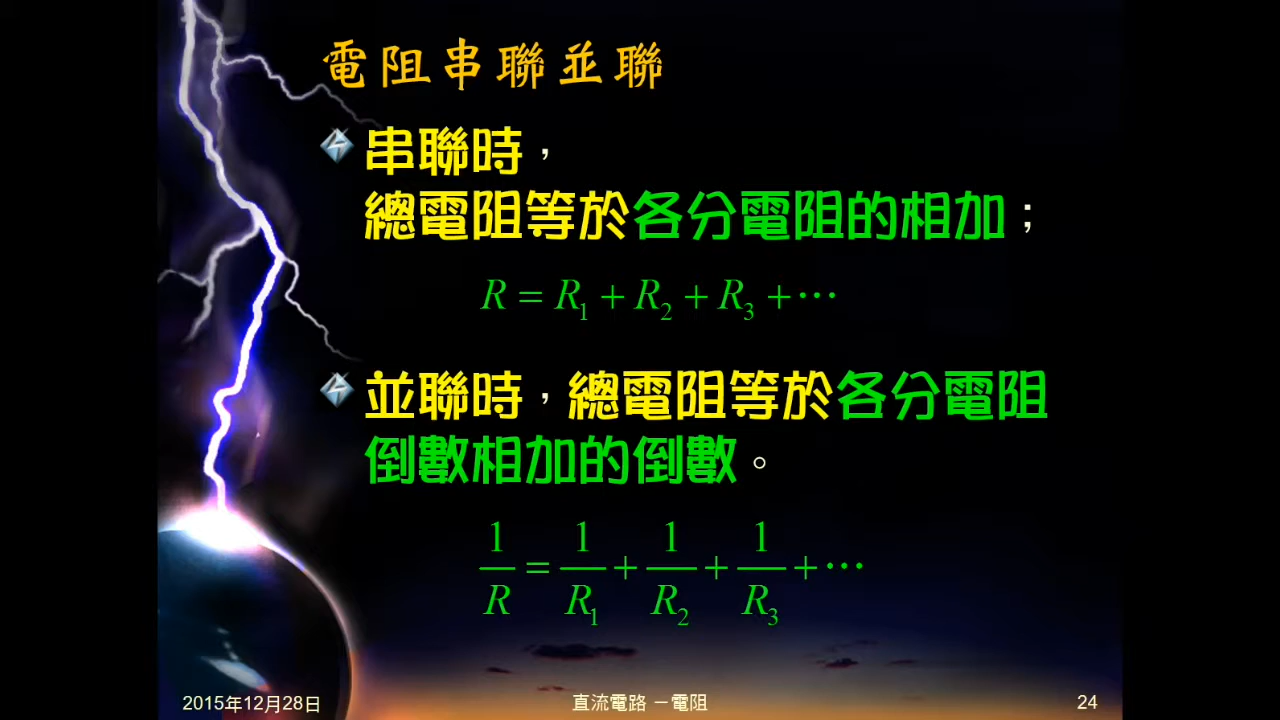 電阻串聯並聯
串聯時，
總電阻等於各分電阻的相加；
R = R₁ + R₂ + R₃ + ⋯
並聯時，總電阻等於各分電阻
倒數相加的倒數。
1/R = 1/R₁ + 1/R₂ + 1/R₃ + ⋯
2015年12月28日 直流電路 －電阻 24